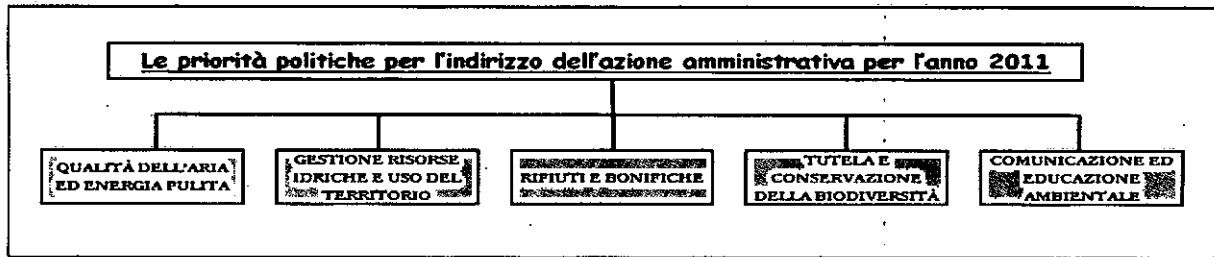 Le priorità politiche per l'indirizzo dell'azione amministrativa per l'anno 2011
QUALITÀ DELL'ARIA
ED ENERGIA PULITA
GESTIONE RISORSE
IDRICHE E USO DEL
TERRITORIO
RIFIUTI E BONIFICHE
TUTELA E
CONSERVAZIONE
DELLA BIODIVERSITÀ
COMUNICAZIONE ED
EDUCAZIONE
AMBIENTALE